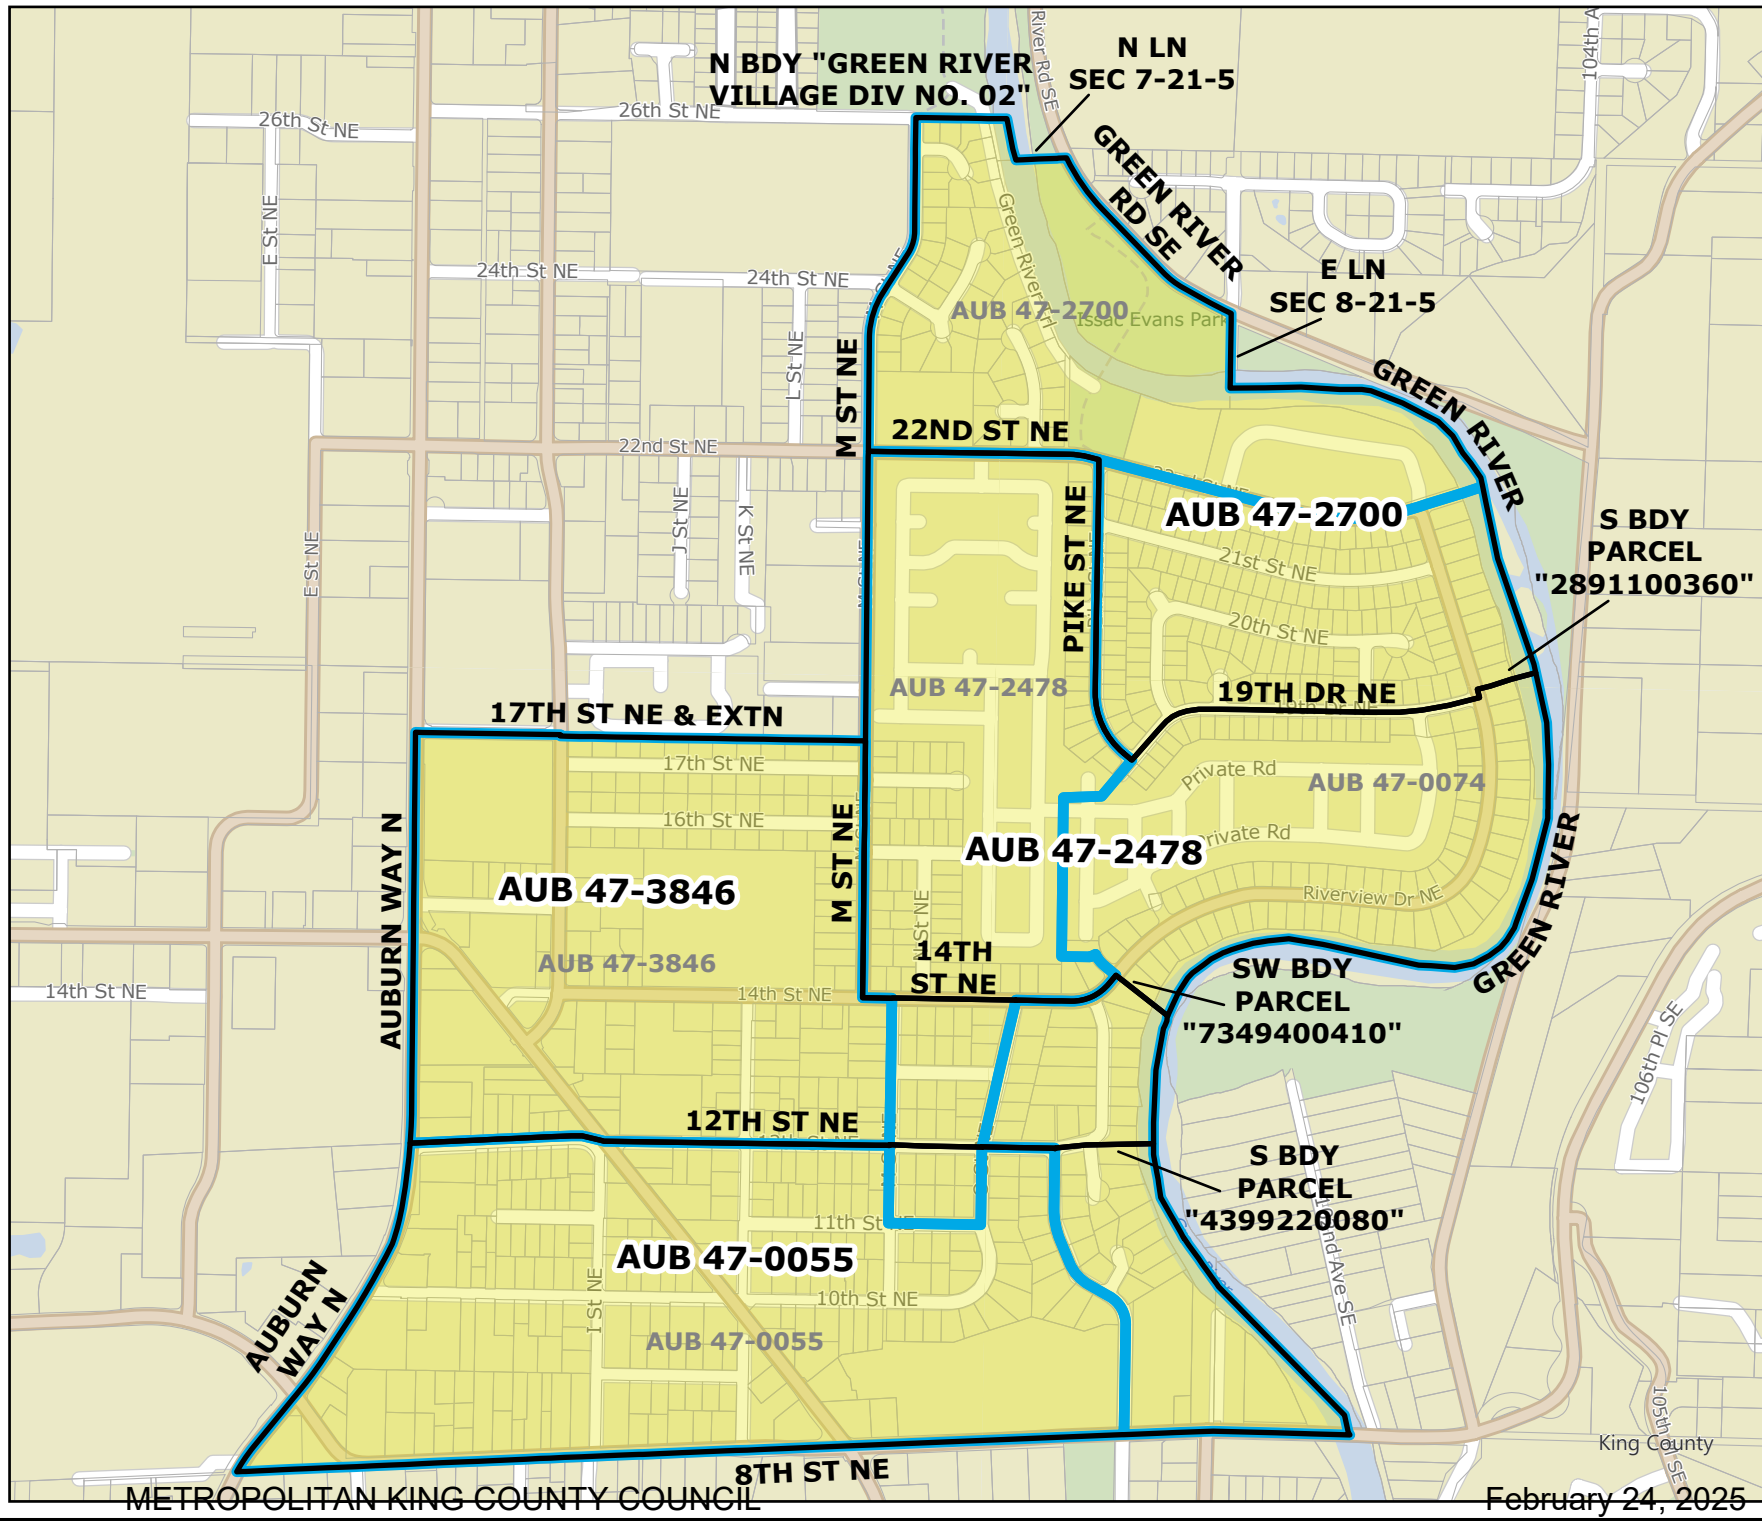 N BDY "GREEN RIVER
VILLAGE DIV NO. 02"
N LN
SEC 7-21-5
River Rd SE
104th A
26th St NE
26th St NE
GREEN RIVER
RD SE
E St NE
Green River
24th St NE
24th St NE
E LN
SEC 8-21-5
AUB 47-2700
Issac Evans Park
L St NE
M ST NE
GREEN RIVER
22ND ST NE
22nd St NE
AUB 47-2700
S BDY
PARCEL
"2891100360"
J St NE
K St NE
E St NE
PIKE ST NE
21st St NE
20th St NE
AUB 47-2478
19TH DR NE
19th Dr NE
17TH ST NE & EXTN
17th St NE
Private Rd
AUB 47-0074
16th St NE
Private Rd
AUB 47-2478
AUBURN WAY N
M ST NE
AUB 47-3846
Riverview Dr NE
GREEN RIVER
AUB 47-3846
14TH
ST NE
SW BDY
PARCEL
"7349400410"
14th St NE
14th St NE
106th Pl SE
12TH ST NE
12th St NE
S BDY
PARCEL
"4399220080"
11th St NE
AUB 47-0055
AUBURN
WAY N
I St NE
10th St NE
AUB 47-0055
105th Pl SE
King County
8TH ST NE
METROPOLITAN KING COUNTY COUNCIL
February 24, 2025